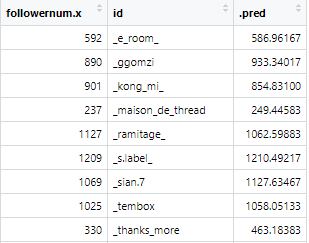 followernum.x id .pred
592 _e_room_ 586.96167
890 _ggomzi 933.34017
901 _kong_mi_ 854.83100
237 _maison_de_thread 249.44583
1127 _ramitage_ 1062.59883
1209 _s.label_ 1210.49217
1069 _sian.7 1127.63467
1025 _tembox 1058.05133
330 _thanks_more 463.18383